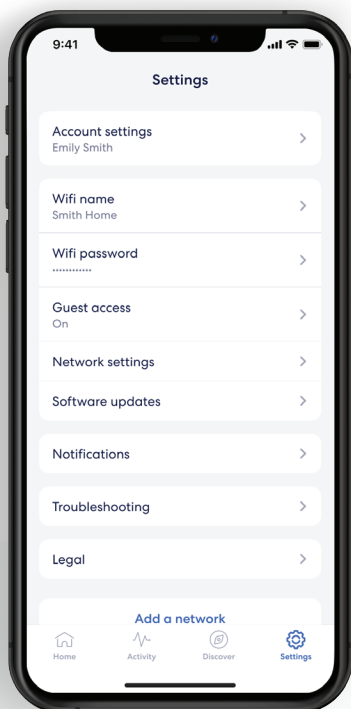 9:41
Settings
Account settings
Emily Smith
Wifi name
Smith Home
Wifi password
············
Guest access
On
Network settings
Software updates
Notifications
Troubleshooting
Legal
Add a network
Home
Activity
Discover
Settings